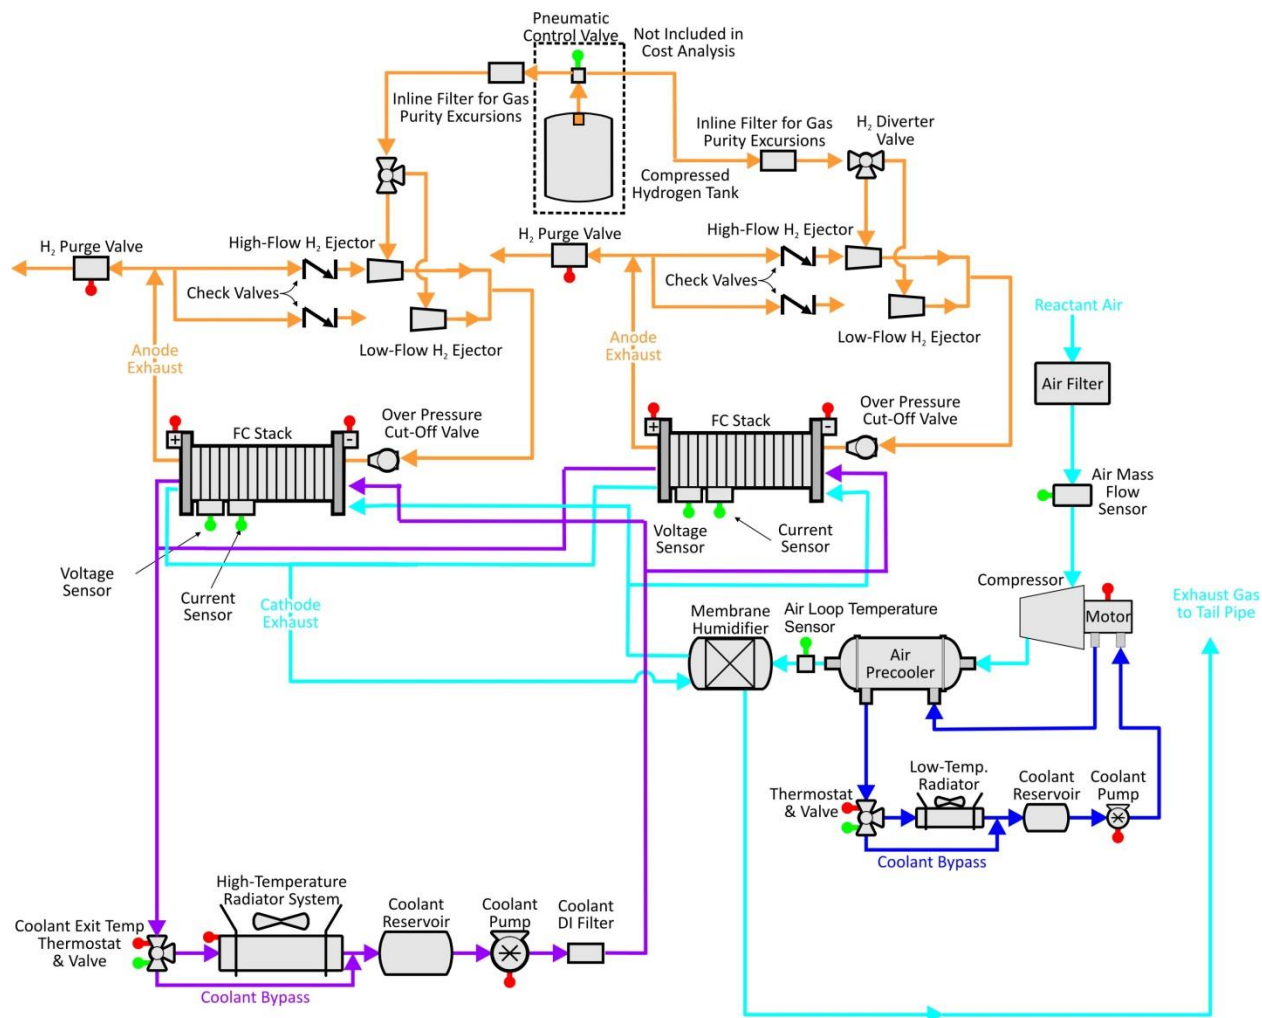 Pneumatic
Control Valve
Not Included in
Cost Analysis
Inline Filter for Gas
Purity Excursions
Inline Filter for Gas
Purity Excursions
H₂ Diverter
Valve
Compressed
Hydrogen Tank
H₂ Purge Valve
High-Flow H₂ Ejector
Check Valves
Low-Flow H₂ Ejector
Anode
Exhaust
H₂ Purge Valve
High-Flow H₂ Ejector
Check Valves
Low-Flow H₂ Ejector
Anode
Exhaust
Reactant Air
Air Filter
Air Mass
Flow
Sensor
+
FC Stack
-
Over Pressure
Cut-Off Valve
+
FC Stack
-
Over Pressure
Cut-Off Valve
Voltage
Sensor
Current
Sensor
Voltage
Sensor
Current
Sensor
Cathode
Exhaust
Compressor
Motor
Exhaust Gas
to Tail Pipe
Membrane
Humidifier
Air Loop Temperature
Sensor
Air
Precooler
Thermostat
& Valve
Low-Temp.
Radiator
Coolant
Reservoir
Coolant
Pump
Coolant Bypass
Coolant Exit Temp
Thermostat
& Valve
High-Temperature
Radiator System
Coolant
Reservoir
Coolant
Pump
Coolant
DI Filter
Coolant Bypass